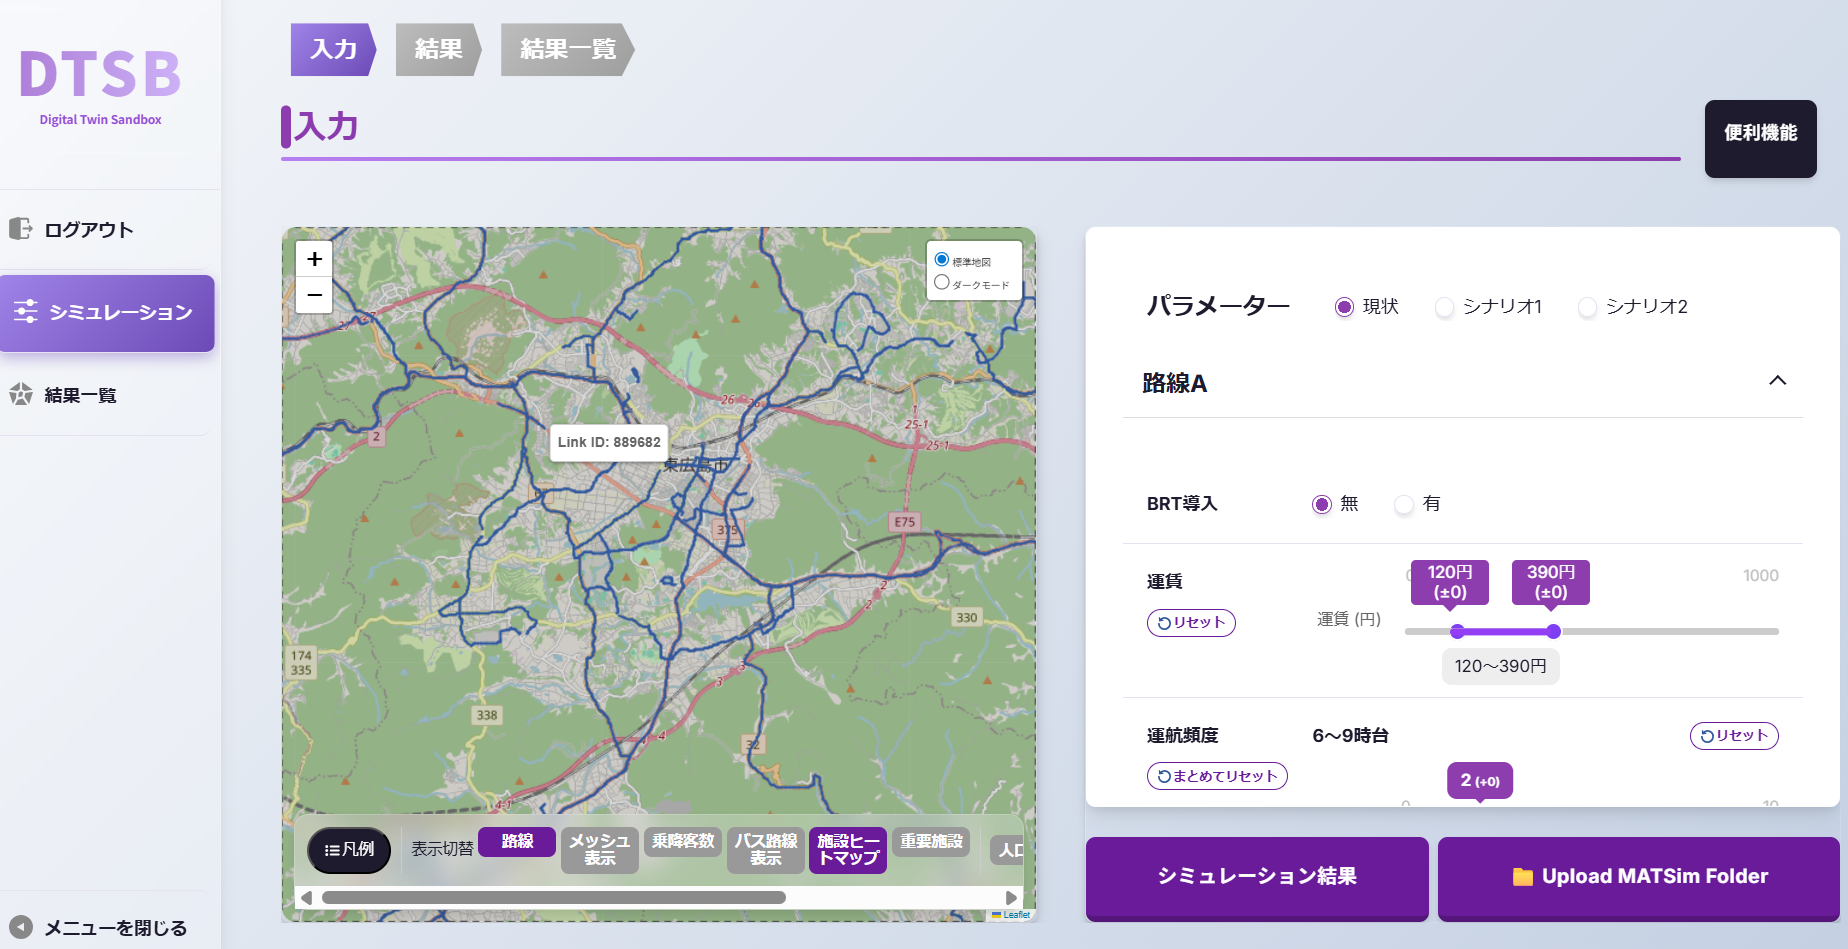 DTSB
Digital Twin Sandbox
ログアウト
シミュレーション
結果一覧
メニューを閉じる
入力
結果
結果一覧
入力
便利機能
+
−
標準地図
ダークモード
27
27
2
26
26
25-1
25-1
1
Link ID: 889682
東広島市
375
E75
2
2
330
174
335
338
3
3
4
32
4-1
凡例
表示切替
路線
メッシュ
表示
乗降客数
バス路線
表示
施設ヒー
トマップ
重要施設
人口
Leaflet
パラメーター
現状
シナリオ1
シナリオ2
路線A
BRT導入
無
有
運賃
リセット
運賃 (円)
120円
(±0)
390円
(±0)
1000
120〜390円
運航頻度
まとめてリセット
6〜9時台
リセット
2 (+0)
0
10
シミュレーション結果
Upload MATSim Folder